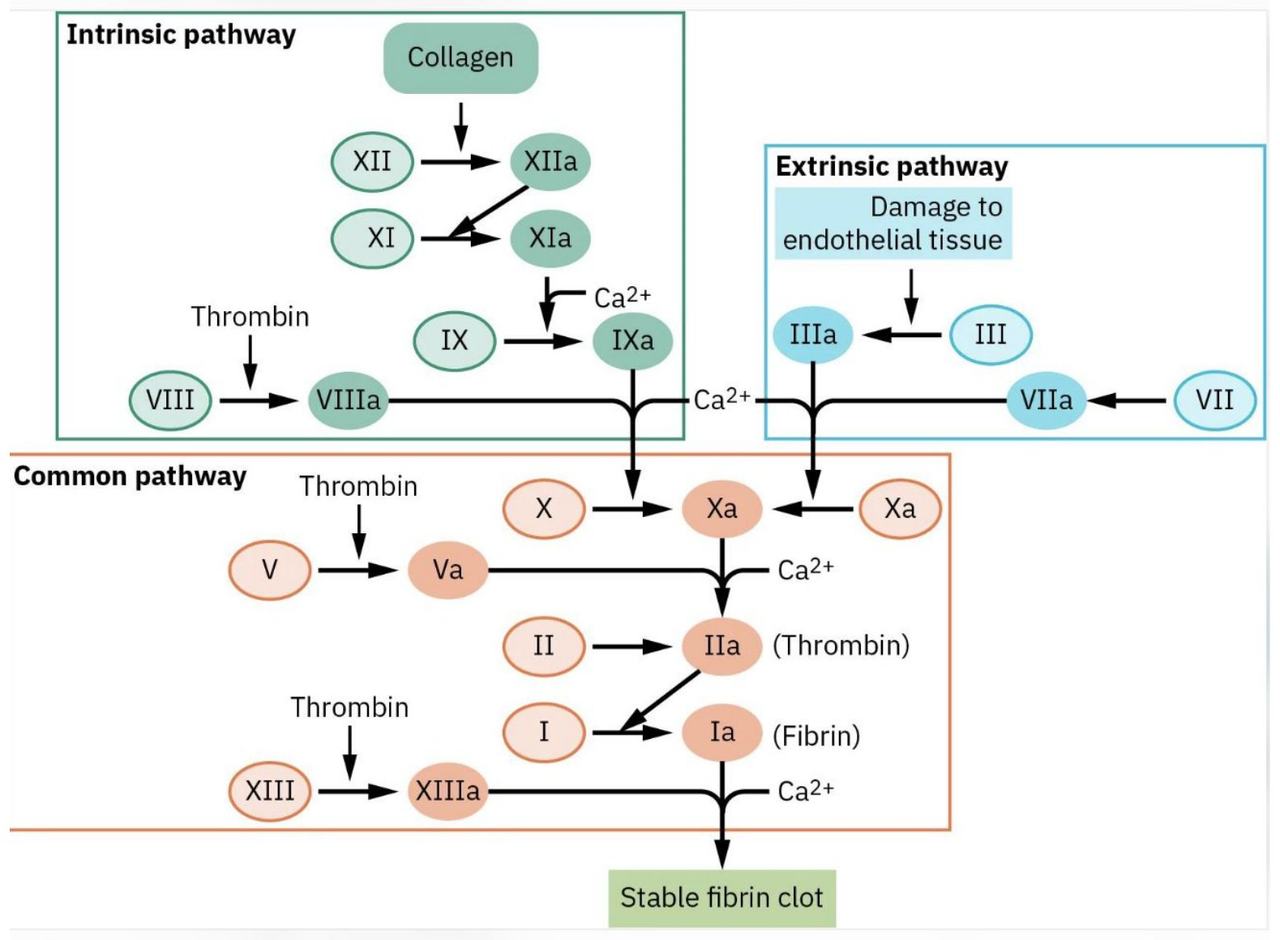 Intrinsic pathway
Collagen
XII
XIIa
XI
XIa
Ca2+
Thrombin
IX
IXa
VIII
VIIIa
Ca2+
Extrinsic pathway
Damage to
endothelial tissue
IIIa
III
VIIa
VII
Common pathway
Thrombin
X
Xa
Xa
V
Va
Ca2+
II
IIa
(Thrombin)
Thrombin
I
Ia
(Fibrin)
XIII
XIIIa
Ca2+
Stable fibrin clot